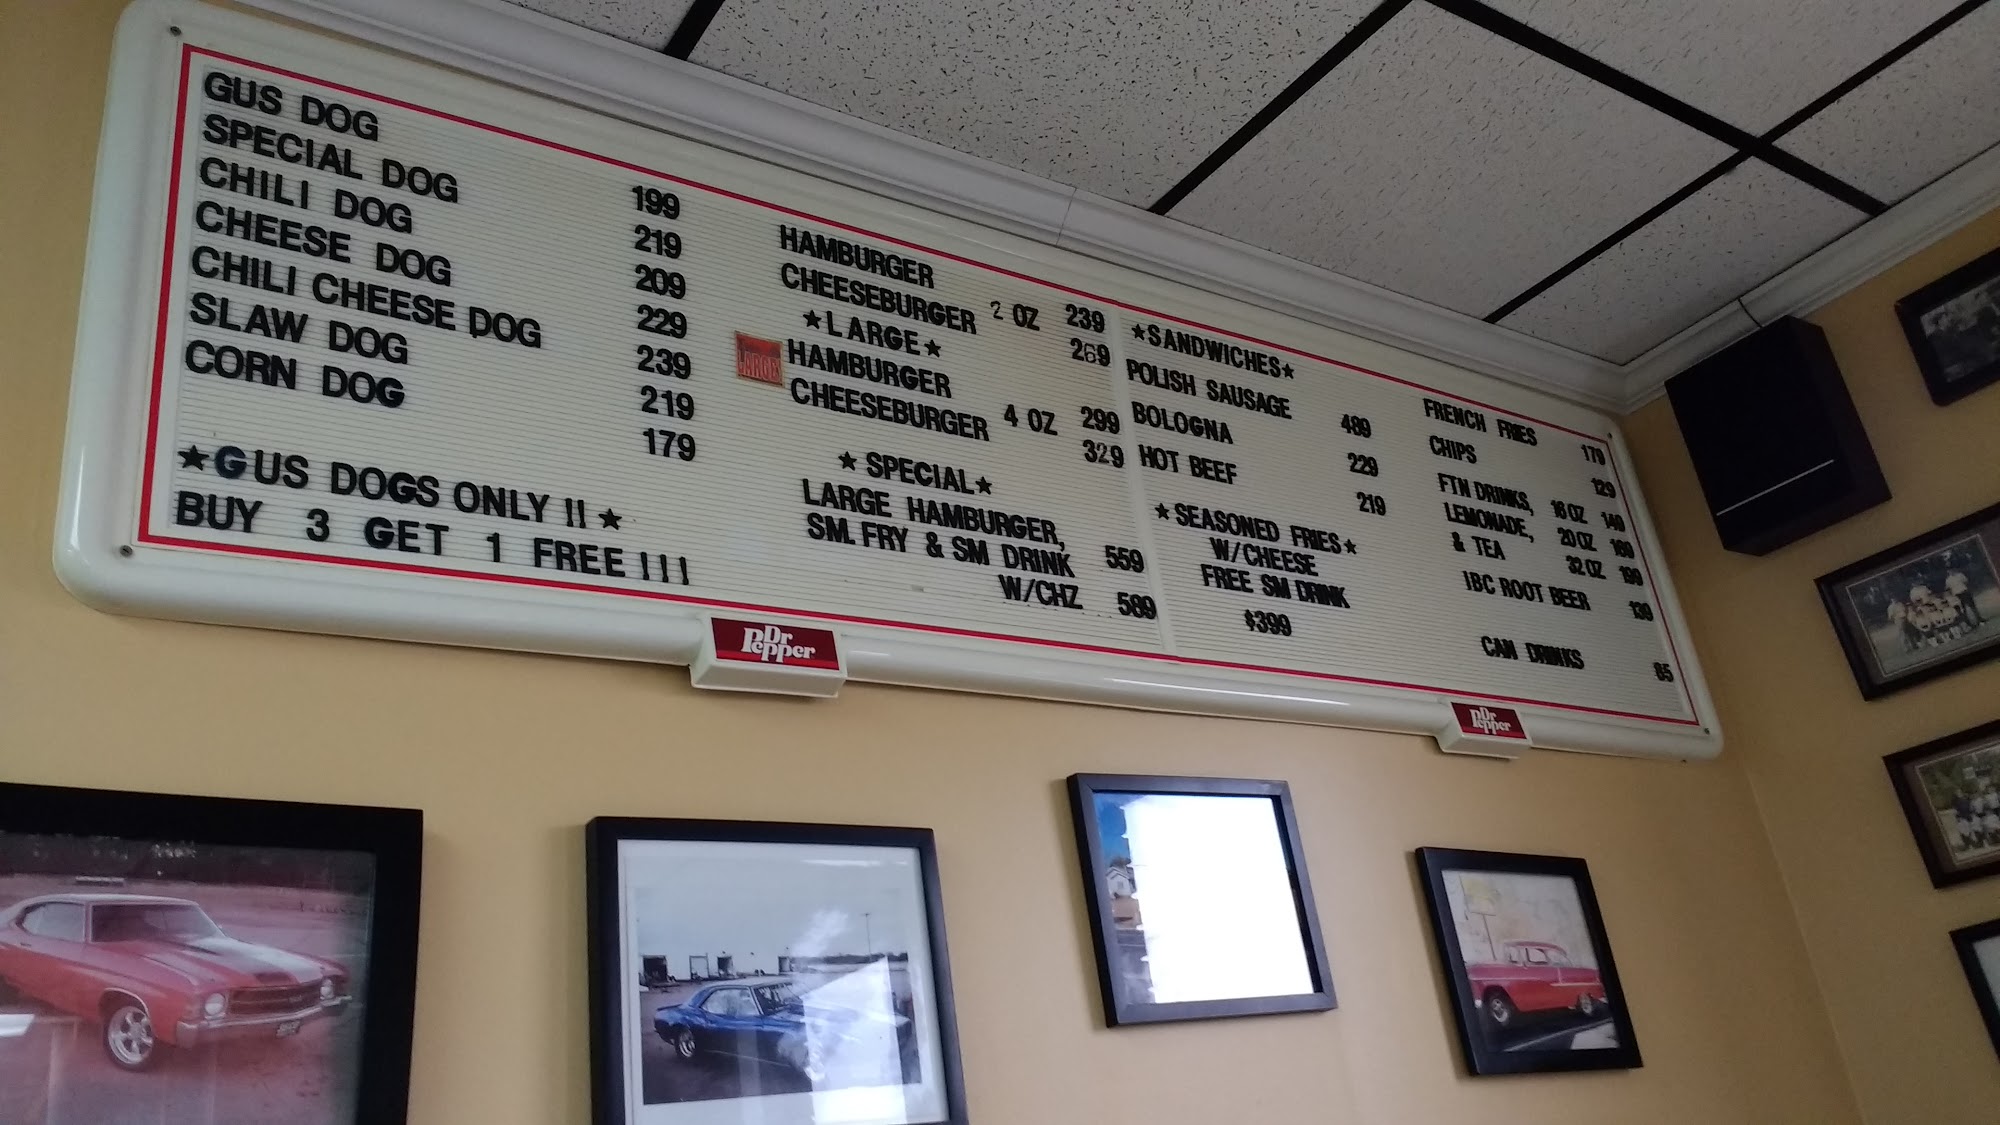 GUS DOG 199
SPECIAL DOG 219
CHILI DOG 209
CHEESE DOG 229
CHILI CHEESE DOG 239
SLAW DOG 219
CORN DOG 179
★GUS DOGS ONLY !! ★
BUY 3 GET 1 FREE !!!
HAMBURGER 2 OZ 239
CHEESEBURGER 269
★LARGE★
LARGE
HAMBURGER 4 OZ 299
CHEESEBURGER 329
★ SPECIAL★
LARGE HAMBURGER,
SM. FRY & SM DRINK 559
W/CHZ 589
★SANDWICHES★
POLISH SAUSAGE 489
BOLOGNA 229
HOT BEEF 219
★SEASONED FRIES★
W/CHEESE
FREE SM DRINK
$399
FRENCH FRIES 179
CHIPS 129
FTN DRINKS, 16 OZ 149
LEMONADE, 20 OZ 169
& TEA 32 OZ 199
IBC ROOT BEER 139
CAN DRINKS 85
Dr Pepper
Dr Pepper